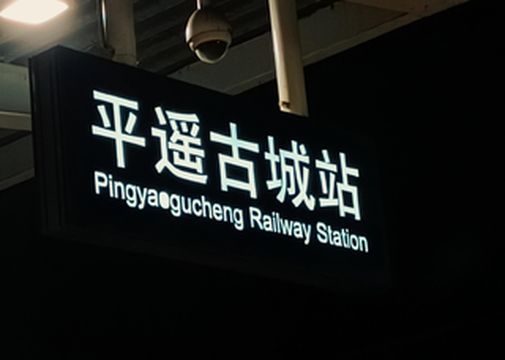 平遥古城站
Pingyaogucheng Railway Station